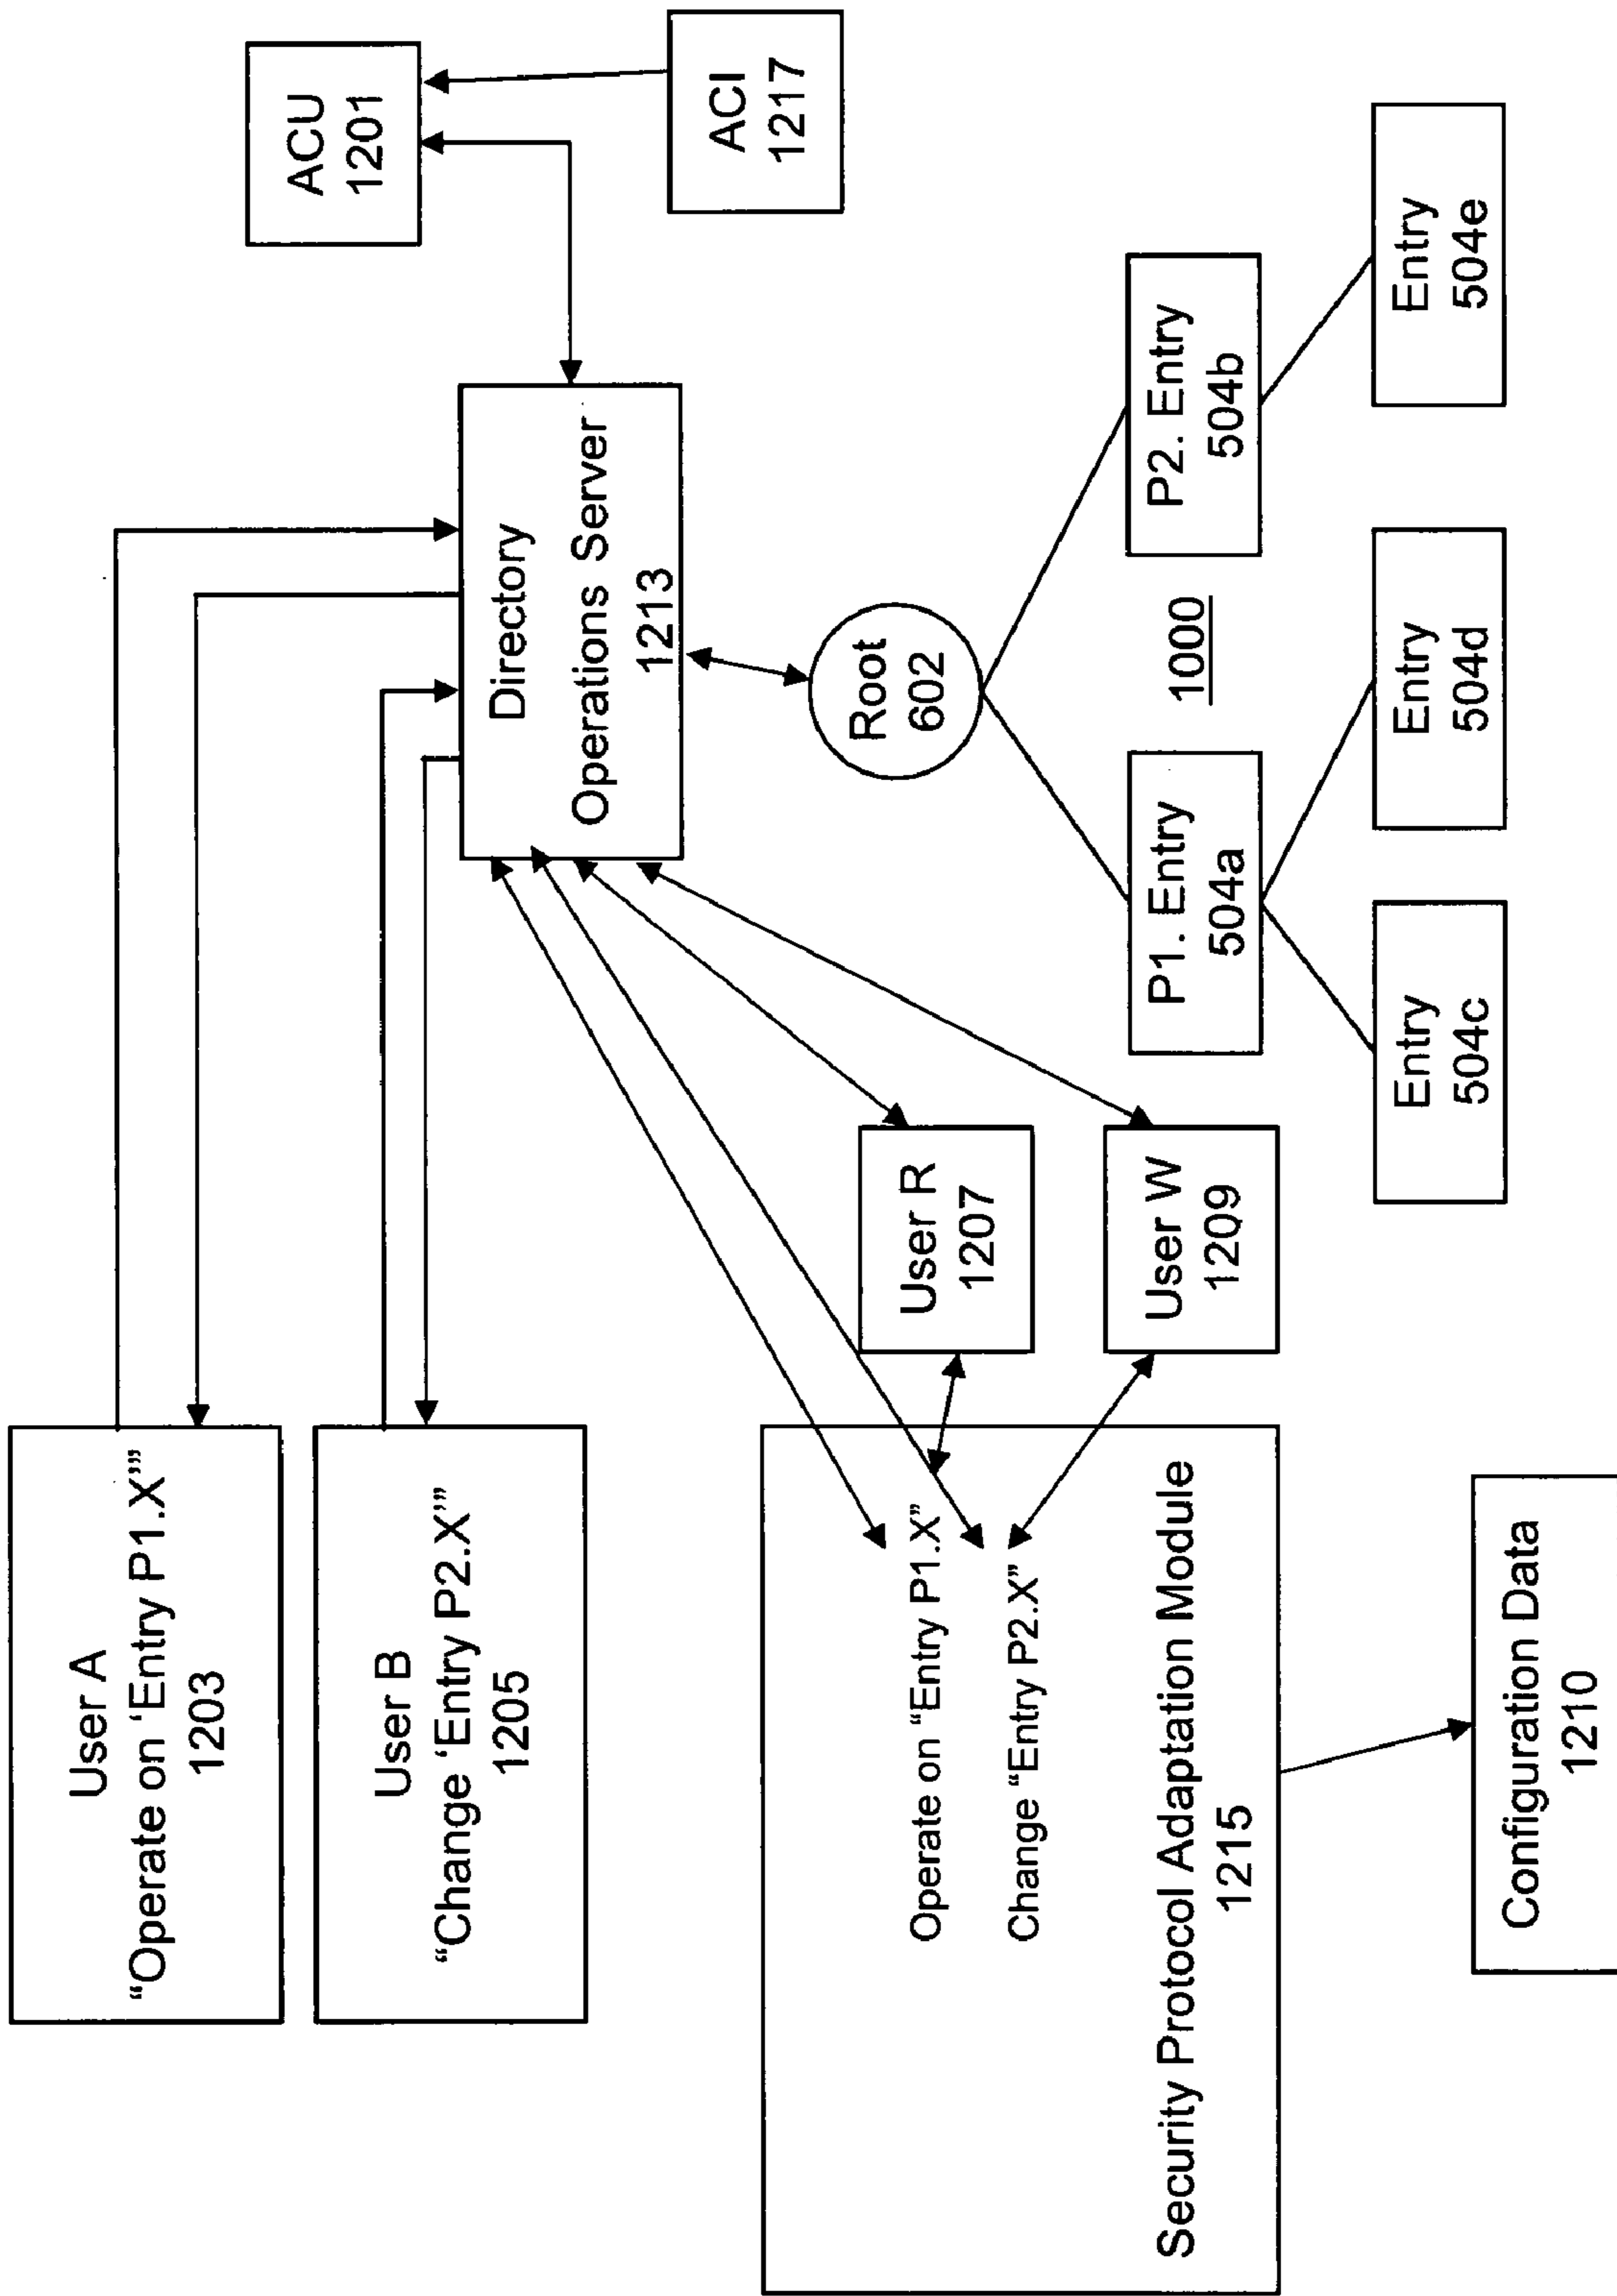 User A
“Operate on ‘Entry P1.X’”
1203
User B
“Change ‘Entry P2.X’”
1205
Operate on “Entry P1.X”
Change “Entry P2.X”
Security Protocol Adaptation Module
1215
Configuration Data
1210
User R
1207
User W
1209
Directory
Operations Server
1213
ACU
1201
ACI
1217
Root
602
1000
P1. Entry
504a
P2. Entry
504b
Entry
504c
Entry
504d
Entry
504e